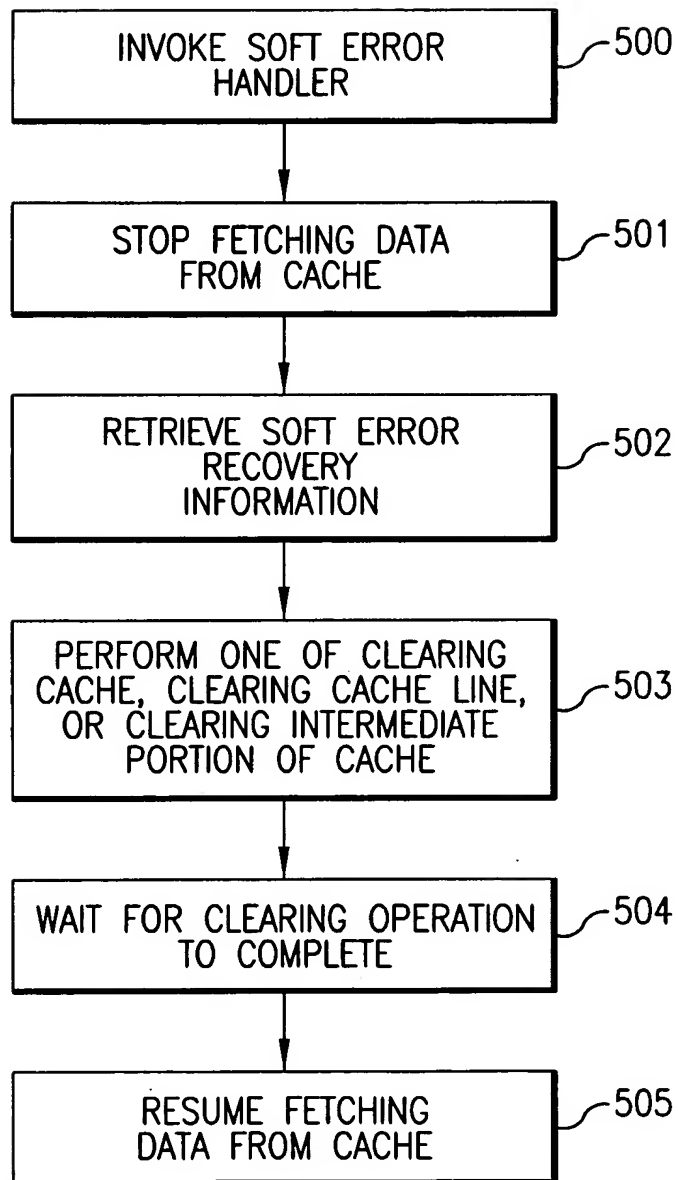 INVOKE SOFT ERROR
HANDLER
500
STOP FETCHING DATA
FROM CACHE
501
RETRIEVE SOFT ERROR
RECOVERY
INFORMATION
502
PERFORM ONE OF CLEARING
CACHE, CLEARING CACHE LINE,
OR CLEARING INTERMEDIATE
PORTION OF CACHE
503
WAIT FOR CLEARING OPERATION
TO COMPLETE
504
RESUME FETCHING
DATA FROM CACHE
505